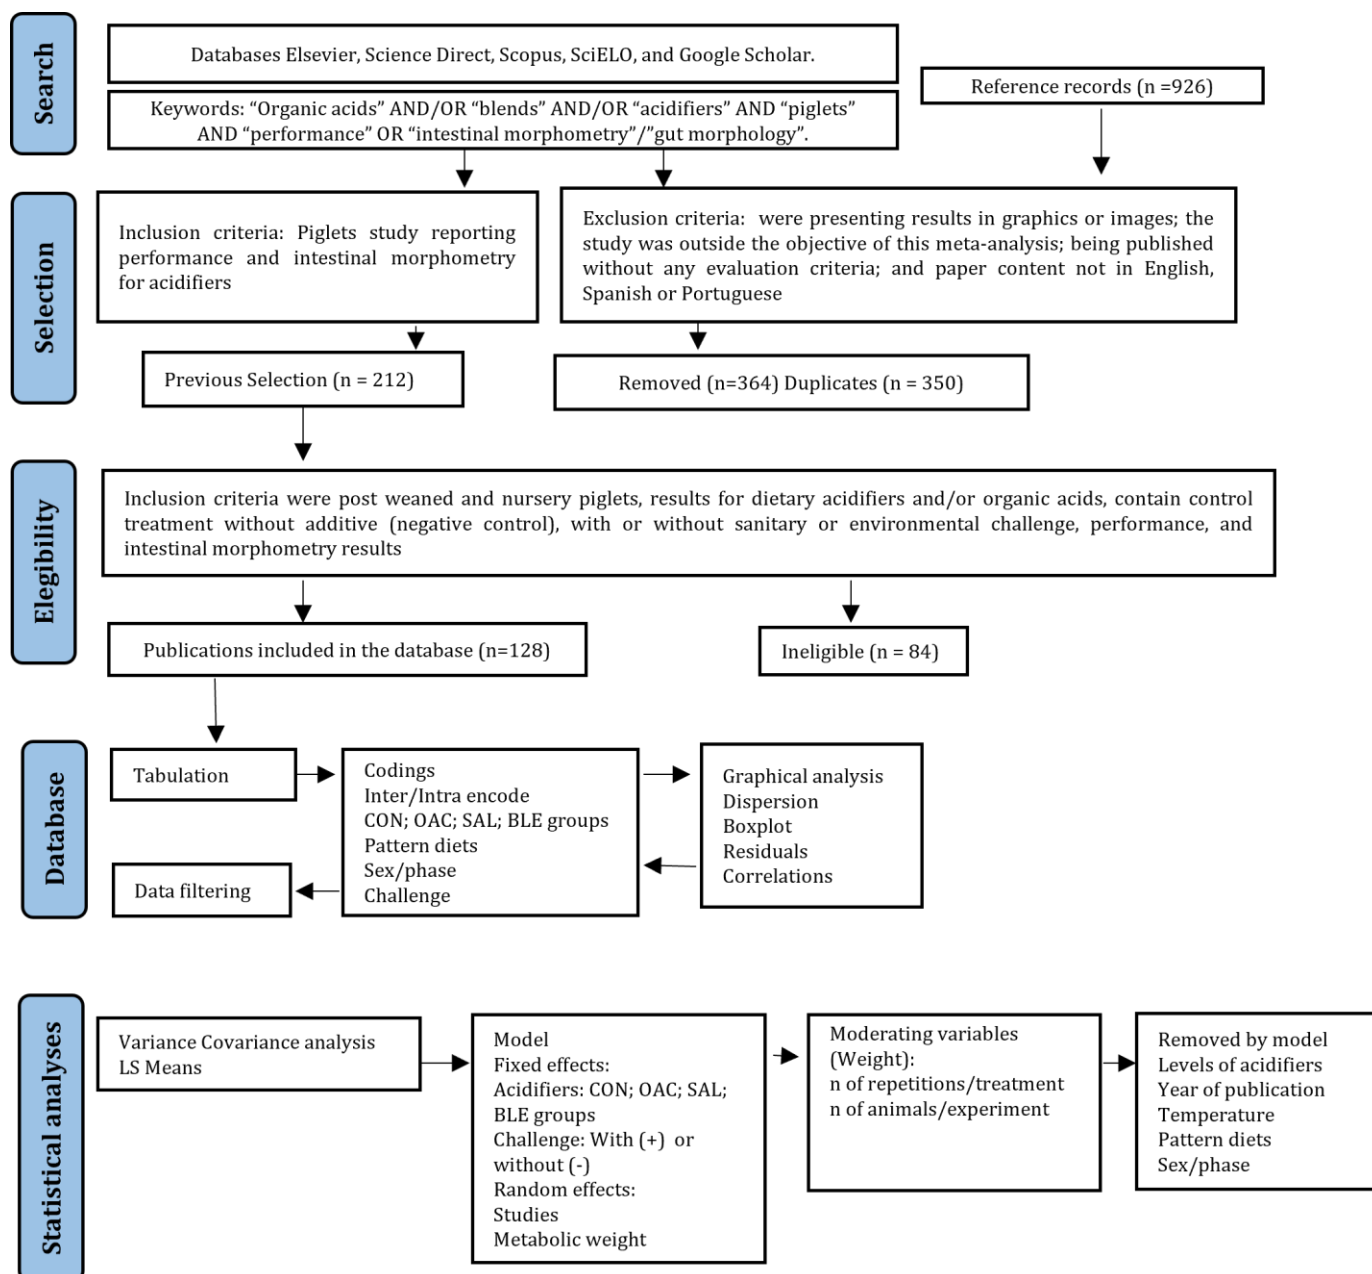 Search
Databases Elsevier, Science Direct, Scopus, SciELO, and Google Scholar.
Keywords: “Organic acids” AND/OR “blends” AND/OR “acidifiers” AND “piglets”
AND “performance” OR “intestinal morphometry”/”gut morphology”.
Reference records (n =926)
Selection
Inclusion criteria: Piglets study reporting
performance and intestinal morphometry
for acidifiers
Exclusion criteria: were presenting results in graphics or images; the
study was outside the objective of this meta-analysis; being published
without any evaluation criteria; and paper content not in English,
Spanish or Portuguese
Previous Selection (n = 212)
Removed (n=364) Duplicates (n = 350)
Elegibility
Inclusion criteria were post weaned and nursery piglets, results for dietary acidifiers and/or organic acids, contain control
treatment without additive (negative control), with or without sanitary or environmental challenge, performance, and
intestinal morphometry results
Publications included in the database (n=128)
Ineligible (n = 84)
Database
Tabulation
Data filtering
Codings
Inter/Intra encode
CON; OAC; SAL; BLE groups
Pattern diets
Sex/phase
Challenge
Graphical analysis
Dispersion
Boxplot
Residuals
Correlations
Statistical analyses
Variance Covariance analysis
LS Means
Model
Fixed effects:
Acidifiers: CON; OAC; SAL;
BLE groups
Challenge: With (+) or
without (-)
Random effects:
Studies
Metabolic weight
Moderating variables
(Weight):
n of repetitions/treatment
n of animals/experiment
Removed by model
Levels of acidifiers
Year of publication
Temperature
Pattern diets
Sex/phase